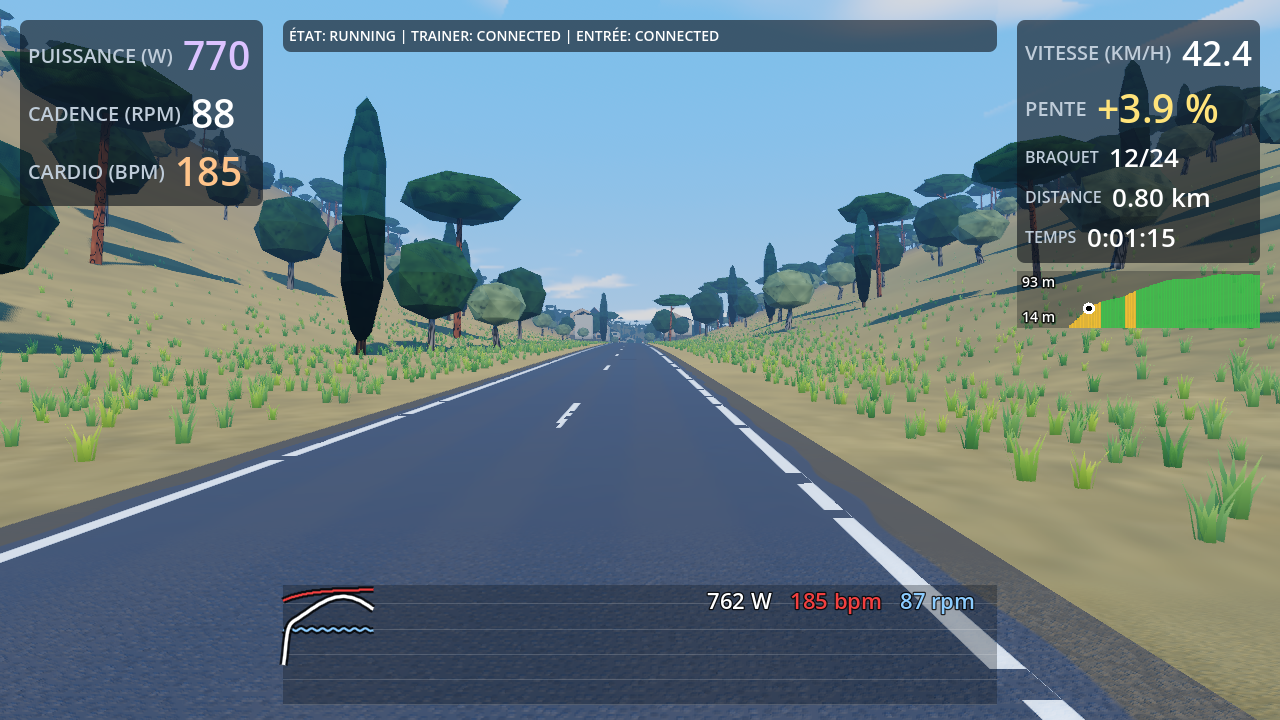 PUISSANCE (W) 770
CADENCE (RPM) 88
CARDIO (BPM) 185
ÉTAT: RUNNING | TRAINER: CONNECTED | ENTRÉE: CONNECTED
VITESSE (KM/H) 42.4
PENTE +3.9 %
BRAQUET 12/24
DISTANCE 0.80 km
TEMPS 0:01:15
93 m
14 m
762 W 185 bpm 87 rpm